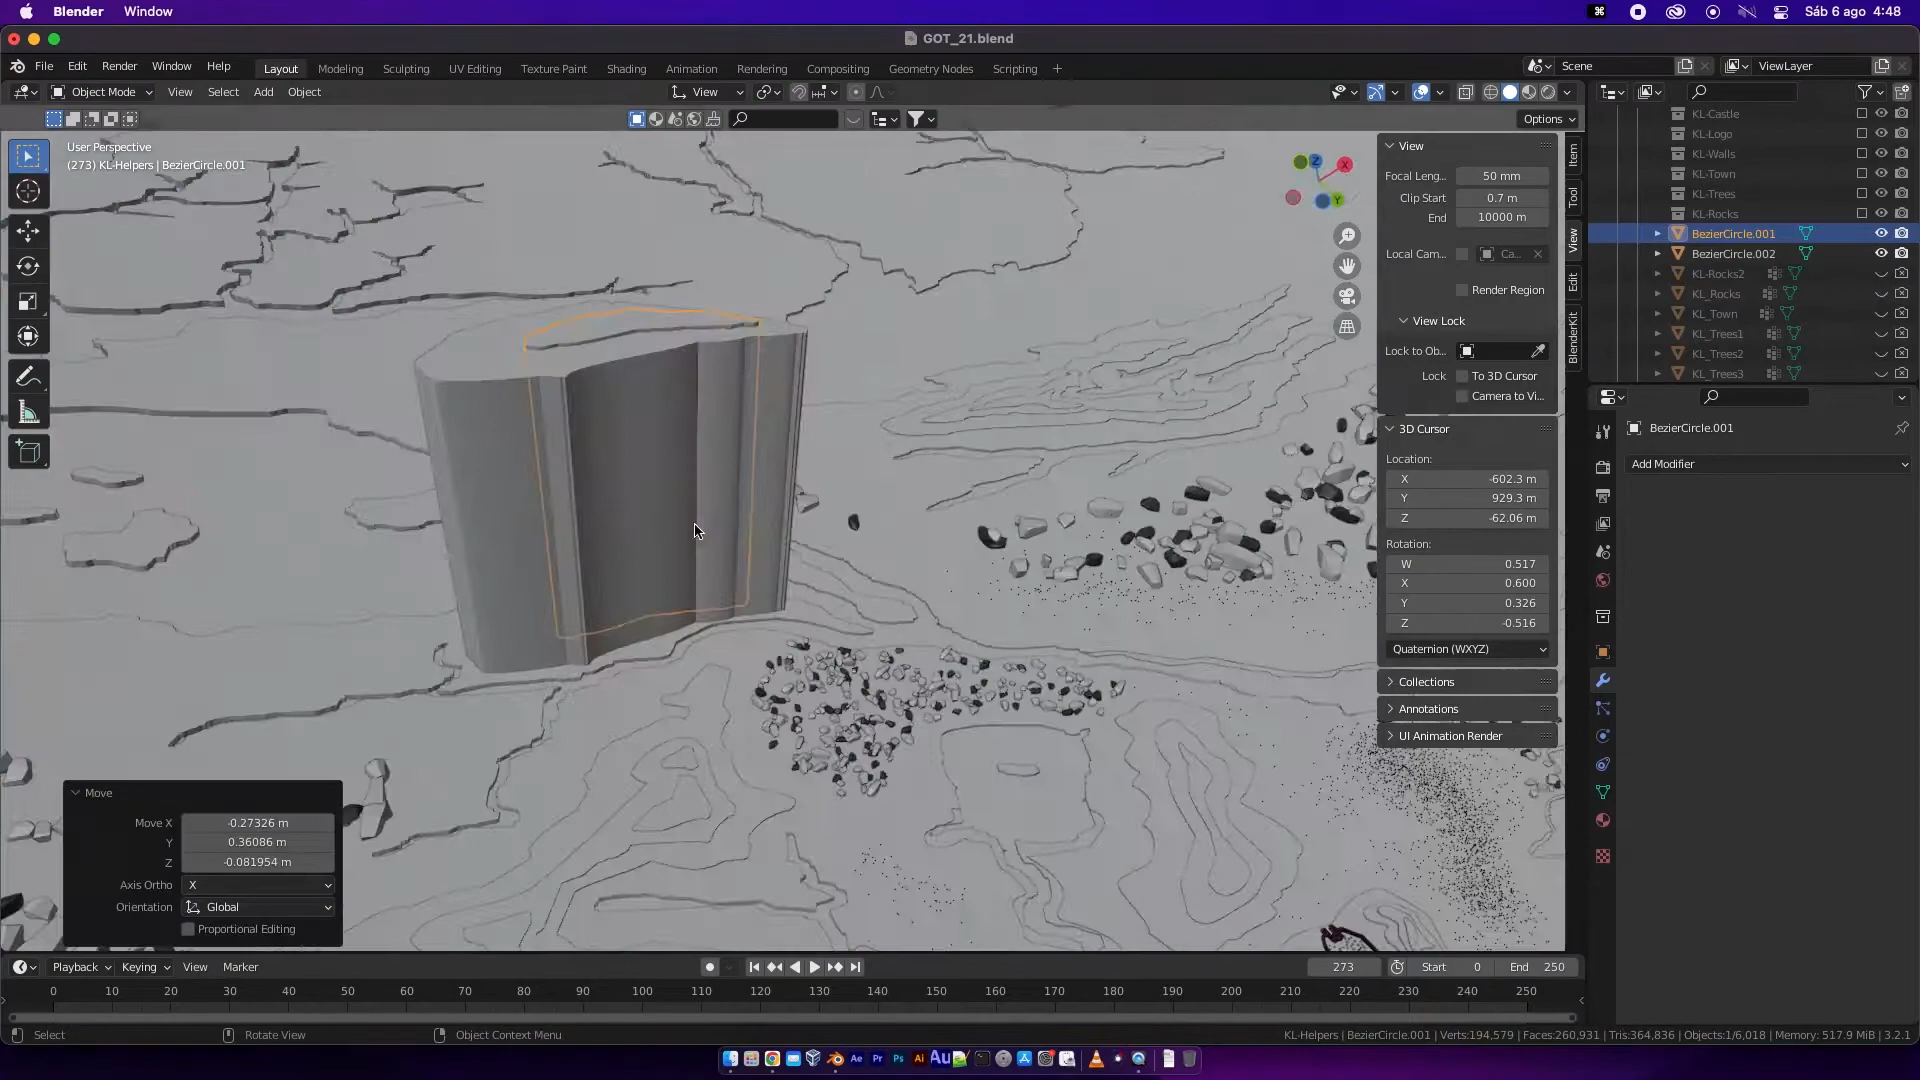 Blender Window Sáb 6 ago 4:48
GOT_21.blend
File Edit Render Window Help Layout Modeling Sculpting UV Editing Texture Paint Shading Animation Rendering Compositing Geometry Nodes Scripting + Scene ViewLayer
Object Mode View Select Add Object View
Options
User Perspective
(273) KL-Helpers | BezierCircle.001
View
Focal Leng... 50 mm
Clip Start 0.7 m
End 10000 m
Local Cam... Ca...
Render Region
View Lock
Lock to Ob...
Lock To 3D Cursor
Camera to Vi...
3D Cursor
Location:
X -602.3 m
Y 929.3 m
Z -62.06 m
Rotation:
W 0.517
X 0.600
Y 0.326
Z -0.516
Quaternion (WXYZ)
Collections
Annotations
UI Animation Render
Item
Tool
View
Edit
BlenderKit
KL-Castle
KL-Logo
KL-Walls
KL-Town
KL-Trees
KL-Rocks
BezierCircle.001
BezierCircle.002
KL-Rocks2
KL_Rocks
KL_Town
KL_Trees1
KL_Trees2
KL_Trees3
BezierCircle.001
Add Modifier
Move
Move X -0.27326 m
Y 0.36086 m
Z -0.081954 m
Axis Ortho X
Orientation Global
Proportional Editing
Playback Keying View Marker 273 Start 0 End 250
0 10 20 30 40 50 60 70 80 90 100 110 120 130 140 150 160 170 180 190 200 210 220 230 240 250
Select Rotate View Object Context Menu KL-Helpers | BezierCircle.001 | Verts:194,579 | Faces:260,931 | Tris:364,836 | Objects:1/6,018 | Memory: 517.9 MiB | 3.2.1
Ae Pr Ps Ai Au